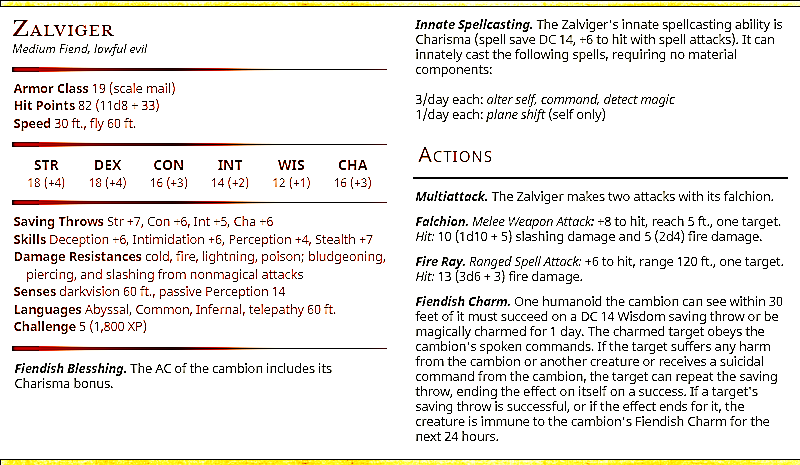 ZALVIGER
Medium Fiend, lawful evil
Armor Class 19 (scale mail)
Hit Points 82 (11d8 + 33)
Speed 30 ft., fly 60 ft.
STR DEX CON INT WIS CHA
18 (+4) 18 (+4) 16 (+3) 14 (+2) 12 (+1) 16 (+3)
Saving Throws Str +7, Con +6, Int +5, Cha +6
Skills Deception +6, Intimidation +6, Perception +4, Stealth +7
Damage Resistances cold, fire, lightning, poison; bludgeoning,
piercing, and slashing from nonmagical attacks
Senses darkvision 60 ft., passive Perception 14
Languages Abyssal, Common, Infernal, telepathy 60 ft.
Challenge 5 (1,800 XP)
Fiendish Blesshing. The AC of the cambion includes its
Charisma bonus.
Innate Spellcasting. The Zalviger's innate spellcasting ability is
Charisma (spell save DC 14, +6 to hit with spell attacks). It can
innately cast the following spells, requiring no material
components:
3/day each: alter self, command, detect magic
1/day each: plane shift (self only)
ACTIONS
Multiattack. The Zalviger makes two attacks with its falchion.
Falchion. Melee Weapon Attack: +8 to hit, reach 5 ft., one target.
Hit: 10 (1d10 + 5) slashing damage and 5 (2d4) fire damage.
Fire Ray. Ranged Spell Attack: +6 to hit, range 120 ft., one target.
Hit: 13 (3d6 + 3) fire damage.
Fiendish Charm. One humanoid the cambion can see within 30
feet of it must succeed on a DC 14 Wisdom saving throw or be
magically charmed for 1 day. The charmed target obeys the
cambion's spoken commands. If the target suffers any harm
from the cambion or another creature or receives a suicidal
command from the cambion, the target can repeat the saving
throw, ending the effect on itself on a success. If a target's
saving throw is successful, or if the effect ends for it, the
creature is immune to the cambion's Fiendish Charm for the
next 24 hours.